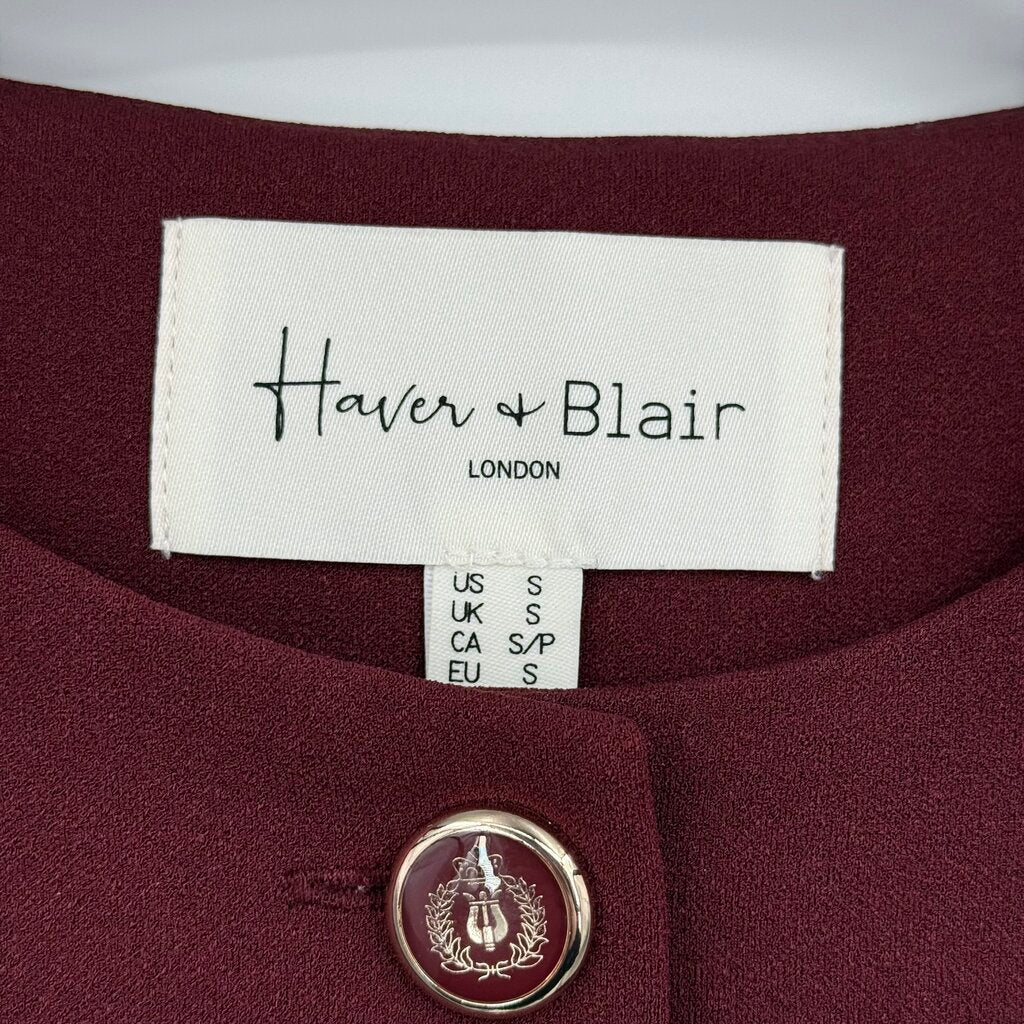 Haver + Blair
LONDON
US S
UK S
CA S/P
EU S